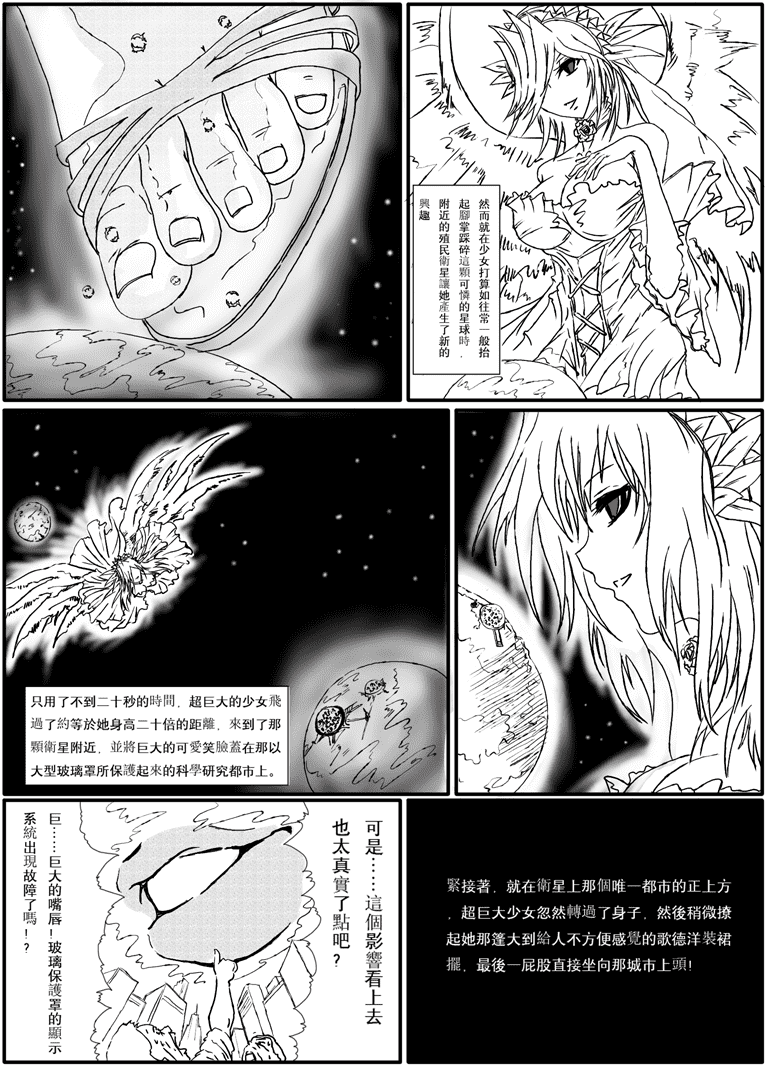 然而就在少女打算如往常一般抬
起腳掌踩碎這顆可憐的星球時﹐
附近的殖民衛星讓她產生了新的
興趣
只用了不到二十秒的時間﹐超巨大的少女飛
過了約等於她身高二十倍的距離﹐來到了那
顆衛星附近﹐並將巨大的可愛笑臉蓋在那以
大型玻璃罩所保護起來的科學研究都市上。
可是……這個影響看上去
也太真實了點吧？
巨……巨大的嘴唇！玻璃保護罩的顯示
系統出現故障了嗎！？
緊接著﹐就在衛星上那個唯一都市的正上方
﹐超巨大少女忽然轉過了身子﹐然後稍微撩
起她那篷大到給人不方便感覺的歌德洋裝裙
擺﹐最後一屁股直接坐向那城市上頭！